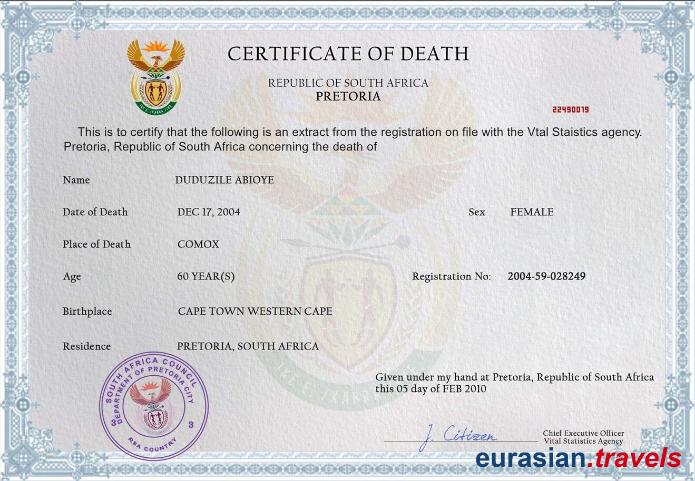 CERTIFICATE OF DEATH
REPUBLIC OF SOUTH AFRICA
PRETORIA
22490079
This is to certify that the following is an extract from the registration on file with the Vtal Staistics agency.
Pretoria, Republic of South Africa concerning the death of
Name DUDUZILE ABIOYE
Date of Death DEC 17, 2004 Sex FEMALE
Place of Death COMOX
Age 60 YEAR(S) Registration No: 2004-59-028249
Birthplace CAPE TOWN WESTERN CAPE
Residence PRETORIA, SOUTH AFRICA
SOUTH AFRICA COUNCIL
DEPARTMENT OF PRETORIA CITY
3 3
RSA COUNTRY
Given under my hand at Pretoria, Republic of South Africa
this 05 day of FEB 2010
J. Citizen
Chief Executive Officer
Vital Statistics Agency
eurasian.travels